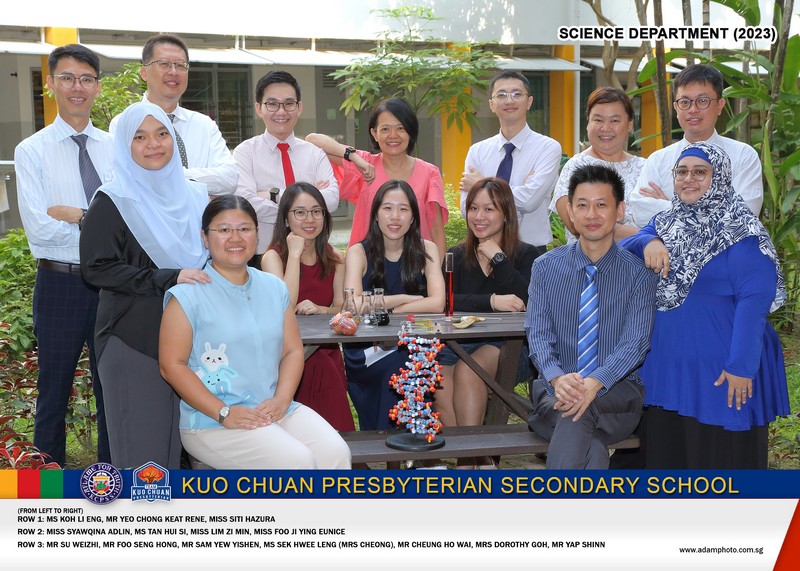 SCIENCE DEPARTMENT (2023)
TEAM
KUO CHUAN
PRESBYTERIAN
KUO CHUAN PRESBYTERIAN SECONDARY SCHOOL
(FROM LEFT TO RIGHT)
ROW 1: MS KOH LI ENG, MR YEO CHONG KEAT RENE, MISS SITI HAZURA
ROW 2: MISS SYAWQINA ADLIN, MS TAN HUI SI, MISS LIM ZI MIN, MISS FOO JI YING EUNICE
ROW 3: MR SU WEIZHI, MR FOO SENG HONG, MR SAM YEW YISHEN, MS SEK HWEE LENG (MRS CHEONG), MR CHEUNG HO WAI, MRS DOROTHY GOH, MR YAP SHINN
www.adamphoto.com.sg